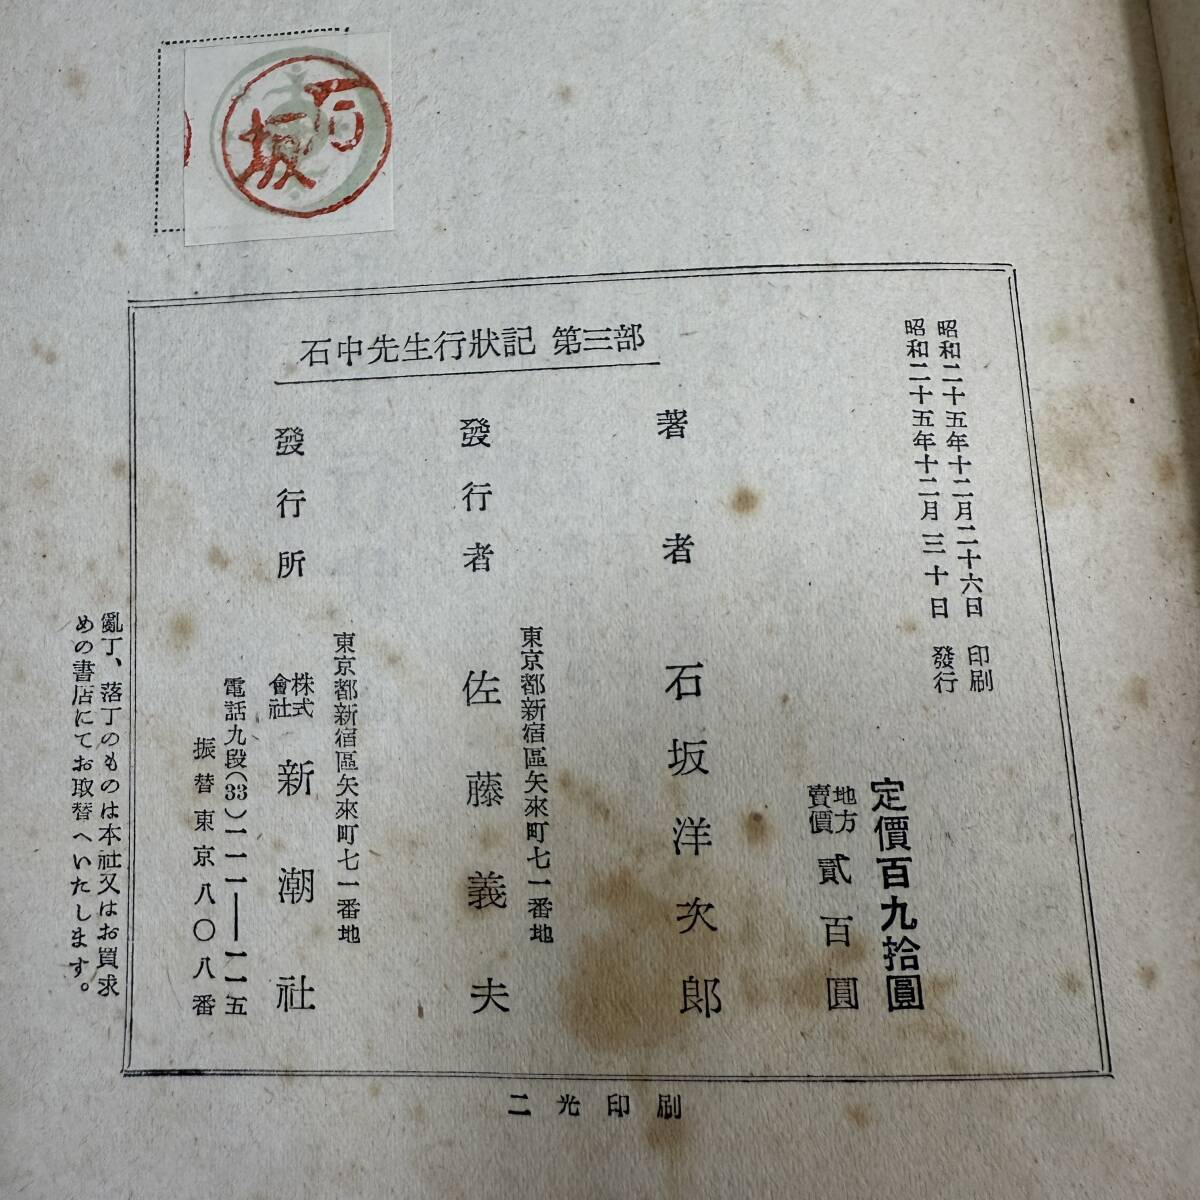 石坂
石中先生行狀記 第三部
昭和二十五年十二月二十六日 印刷
昭和二十五年十二月三十日 發行
定價百九拾圓
地方賣價 貳百圓
著者 石坂洋次郎
東京都新宿區矢來町七一番地
發行者 佐藤義夫
東京都新宿區矢來町七一番地
發行所 株式會社 新潮社
電話九段(33)一一一一――一一五
振替東京八〇八番
亂丁、落丁のものは本社又はお買求
めの書店にてお取替へいたします。
二光印刷